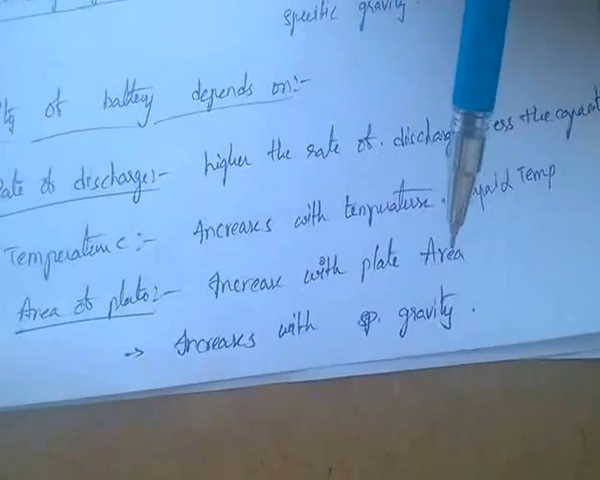 specific gravity
of battery depends on:-
Rate of discharge:- higher the rate of. discharge less the capacit
Temperature:- Increases with temperature. Temp
Area of plate:- Increase with plate Area
→ Increases with sp. gravity.